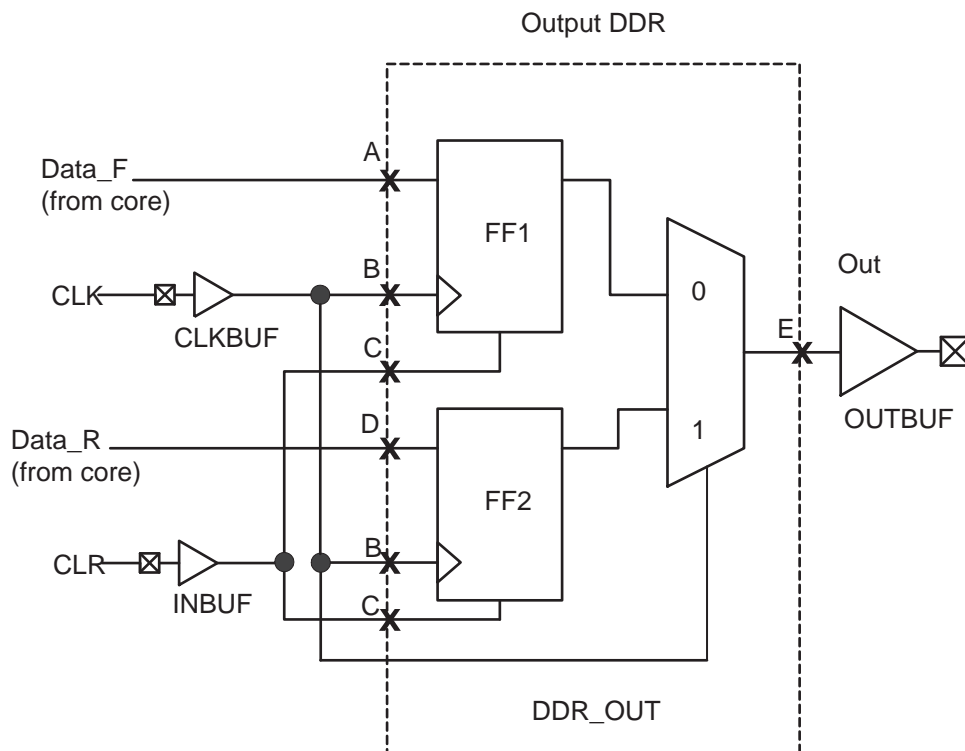 Output DDR
A
Data_F
(from core)
FF1
B
CLK
CLKBUF
0
Out
C
E
D
Data_R
(from core)
1
OUTBUF
FF2
B
CLR
INBUF
C
DDR_OUT